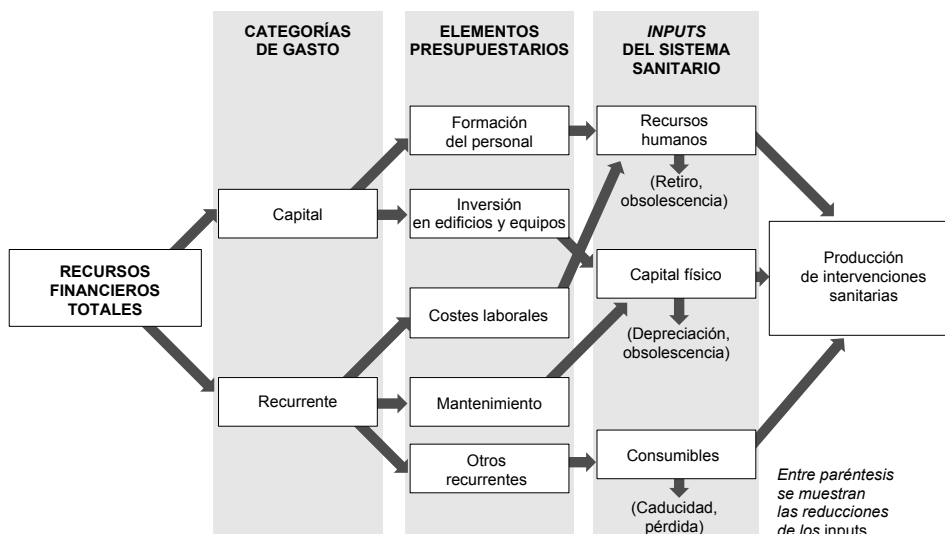 CATEGORÍAS
DE GASTO
ELEMENTOS
PRESUPUESTARIOS
INPUTS
DEL SISTEMA
SANITARIO
RECURSOS
FINANCIEROS
TOTALES
Capital
Recurrente
Formación
del personal
Inversión
en edificios y equipos
Costes laborales
Mantenimiento
Otros
recurrentes
Recursos
humanos
(Retiro,
obsolescencia)
Capital físico
(Depreciación,
obsolescencia)
Consumibles
(Caducidad,
pérdida)
Producción
de intervenciones
sanitarias
Entre paréntesis
se muestran
las reducciones
de los inputs